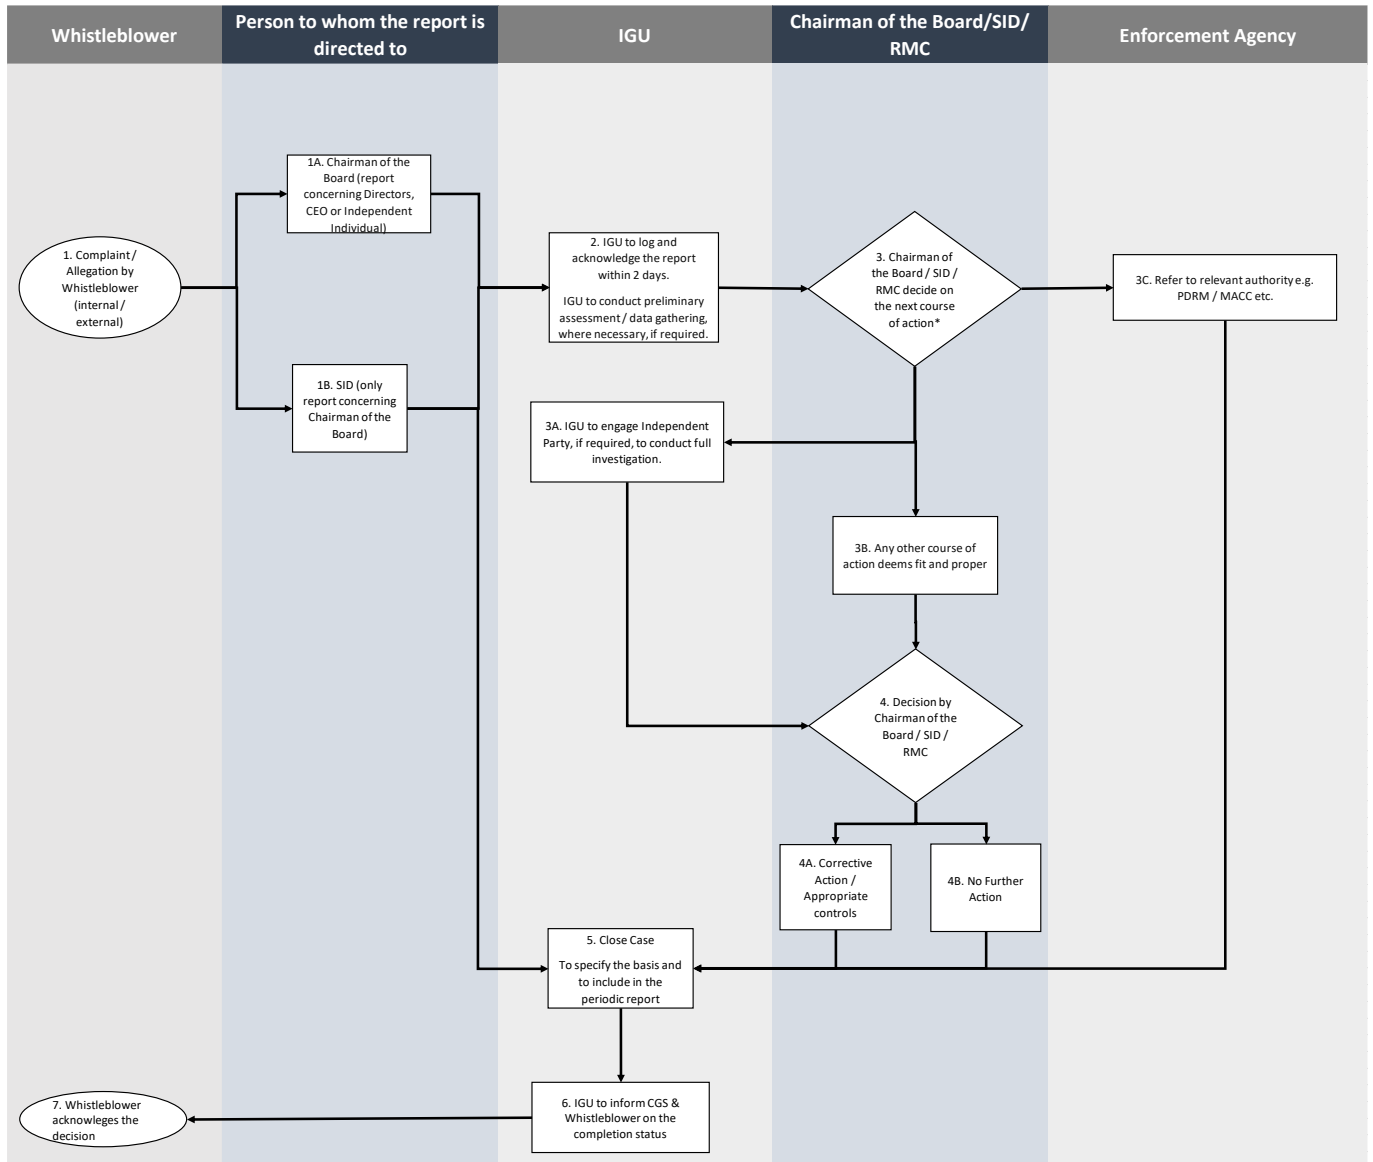 Whistleblower
Person to whom the report is
directed to
IGU
Chairman of the Board/SID/
RMC
Enforcement Agency
1A. Chairman of the
Board (report
concerning Directors,
CEO or Independent
Individual)
1. Complaint /
Allegation by
Whistleblower
(internal /
external)
2. IGU to log and
acknowledge the report
within 2 days.
IGU to conduct preliminary
assessment / data gathering,
where necessary, if required.
3. Chairman of
the Board / SID /
RMC decide on
the next course
of action*
3C. Refer to relevant authority e.g.
PDRM / MACC etc.
1B. SID (only
report concerning
Chairman of the
Board)
3A. IGU to engage Independent
Party, if required, to conduct full
investigation.
3B. Any other course of
action deems fit and proper
4. Decision by
Chairman of the
Board / SID /
RMC
4A. Corrective
Action /
Appropriate
controls
4B. No Further
Action
5. Close Case
To specify the basis and
to include in the
periodic report
6. IGU to inform CGS &
Whistleblower on the
completion status
7. Whistleblower
acknowleges the
decision